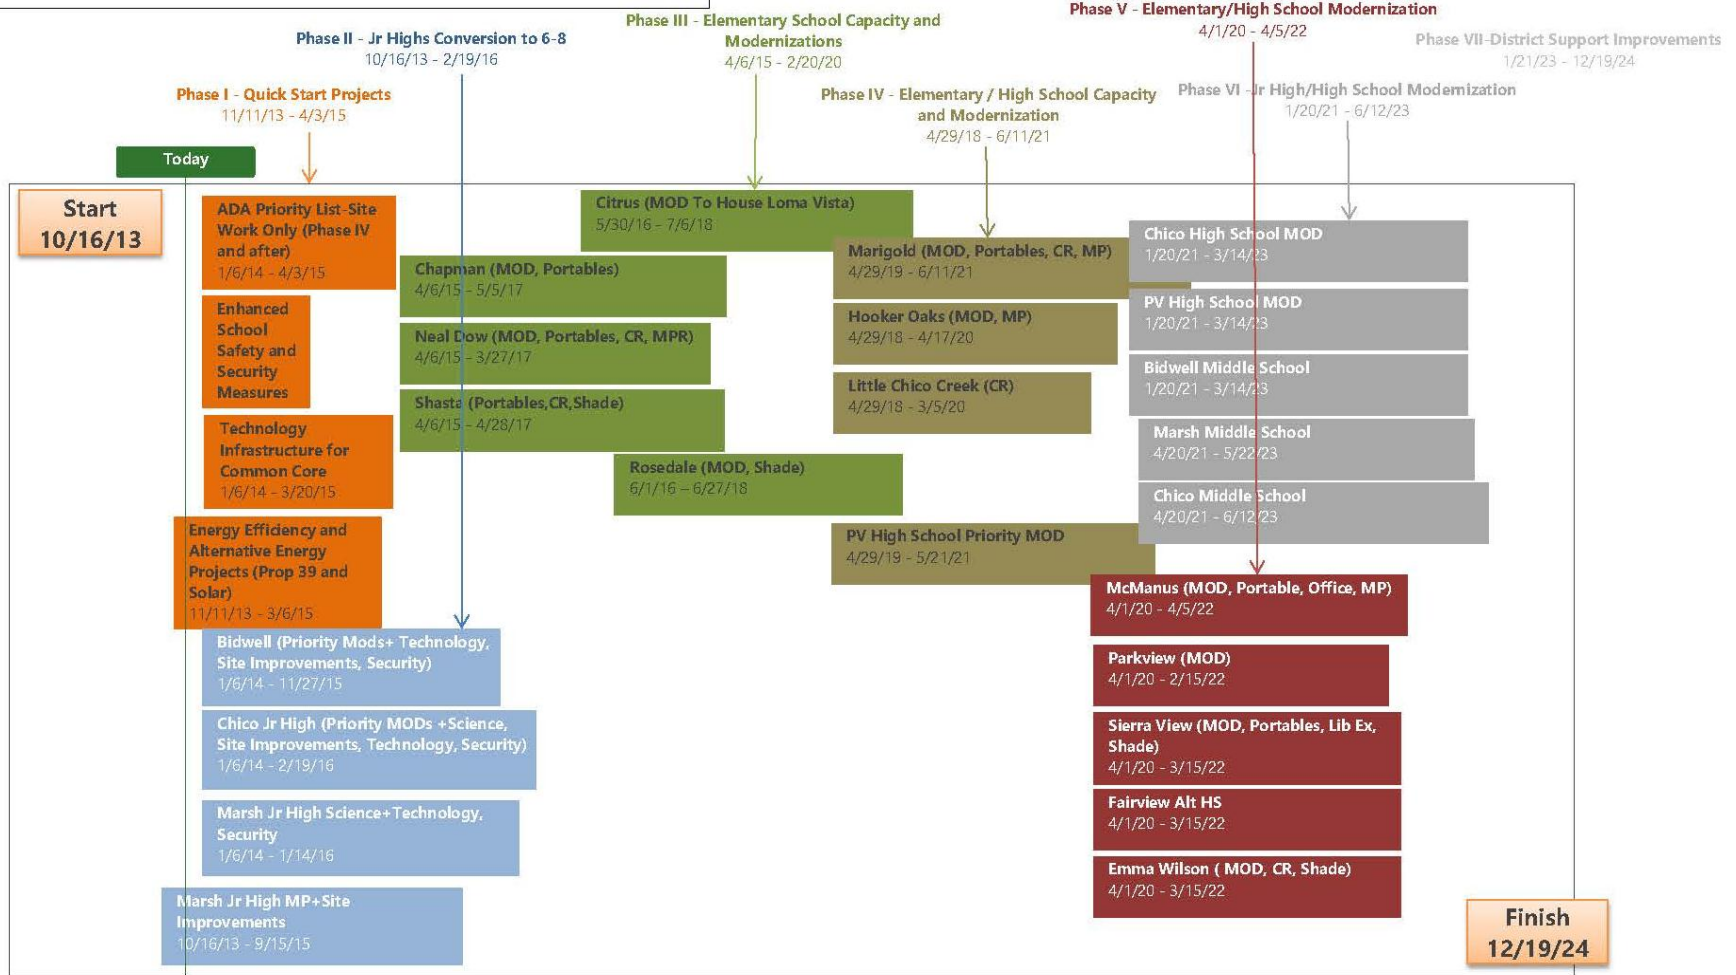 Phase III - Elementary School Capacity and
Modernizations
4/6/15 - 2/20/20
Phase V - Elementary/High School Modernization
4/1/20 - 4/5/22
Phase II - Jr Highs Conversion to 6-8
10/16/13 - 2/19/16
Phase VII-District Support Improvements
1/21/23 - 12/19/24
Phase I - Quick Start Projects
11/11/13 - 4/3/15
Phase IV - Elementary / High School Capacity
and Modernization
4/29/18 - 6/11/21
Phase VI -Jr High/High School Modernization
1/20/21 - 6/12/23
Today
Start
10/16/13
ADA Priority List-Site
Work Only (Phase IV
and after)
1/6/14 - 4/3/15
Enhanced
School
Safety and
Security
Measures
Technology
Infrastructure for
Common Core
1/6/14 - 3/20/15
Energy Efficiency and
Alternative Energy
Projects (Prop 39 and
Solar)
11/11/13 - 3/6/15
Bidwell (Priority Mods+ Technology,
Site Improvements, Security)
1/6/14 - 11/27/15
Chico Jr High (Priority MODs +Science,
Site Improvements, Technology, Security)
1/6/14 - 2/19/16
Marsh Jr High Science+Technology,
Security
1/6/14 - 1/14/16
Marsh Jr High MP+Site
Improvements
10/16/13 - 9/15/15
Citrus (MOD To House Loma Vista)
5/30/16 - 7/6/18
Chapman (MOD, Portables)
4/6/15 - 5/5/17
Neal Dow (MOD, Portables, CR, MPR)
4/6/15 - 3/27/17
Shasta (Portables,CR,Shade)
4/6/15 - 4/28/17
Rosedale (MOD, Shade)
6/1/16 – 6/27/18
Marigold (MOD, Portables, CR, MP)
4/29/19 - 6/11/21
Hooker Oaks (MOD, MP)
4/29/18 - 4/17/20
Little Chico Creek (CR)
4/29/18 - 3/5/20
PV High School Priority MOD
4/29/19 - 5/21/21
Chico High School MOD
1/20/21 - 3/14/23
PV High School MOD
1/20/21 - 3/14/23
Bidwell Middle School
1/20/21 - 3/14/23
Marsh Middle School
4/20/21 - 5/22/23
Chico Middle School
4/20/21 - 6/12/23
McManus (MOD, Portable, Office, MP)
4/1/20 - 4/5/22
Parkview (MOD)
4/1/20 - 2/15/22
Sierra View (MOD, Portables, Lib Ex,
Shade)
4/1/20 - 3/15/22
Fairview Alt HS
4/1/20 - 3/15/22
Emma Wilson ( MOD, CR, Shade)
4/1/20 - 3/15/22
Finish
12/19/24